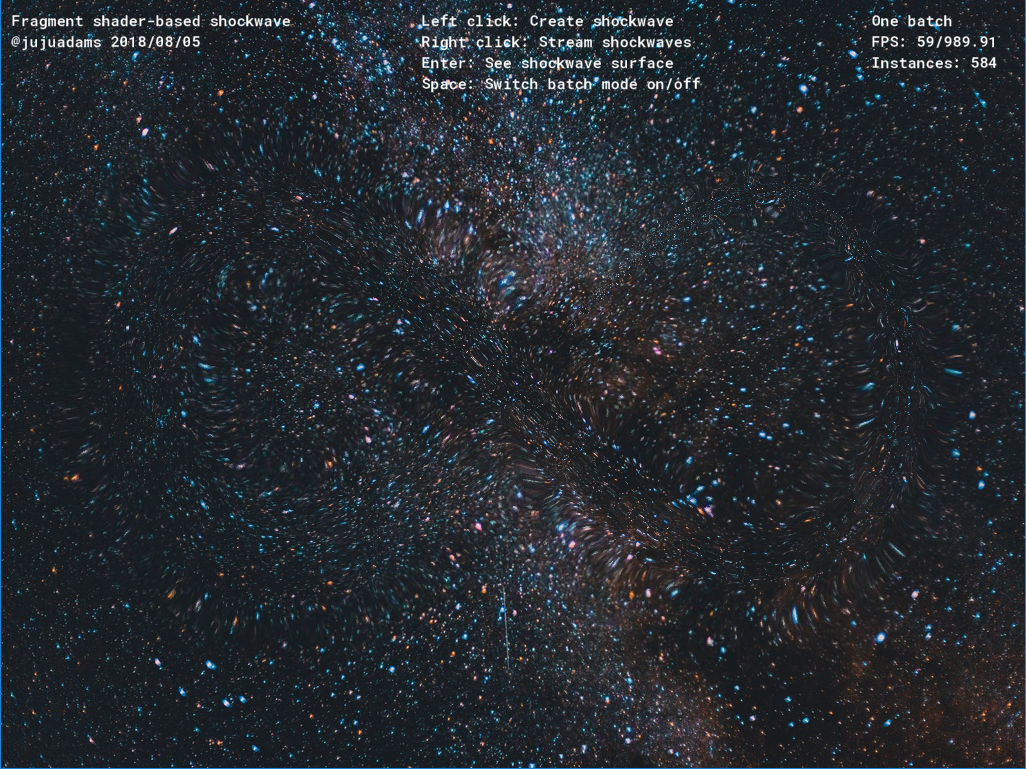 Fragment shader-based shockwave
@jujuadams 2018/08/05
Left click: Create shockwave
Right click: Stream shockwaves
Enter: See shockwave surface
Space: Switch batch mode on/off
One batch
FPS: 59/989.91
Instances: 584